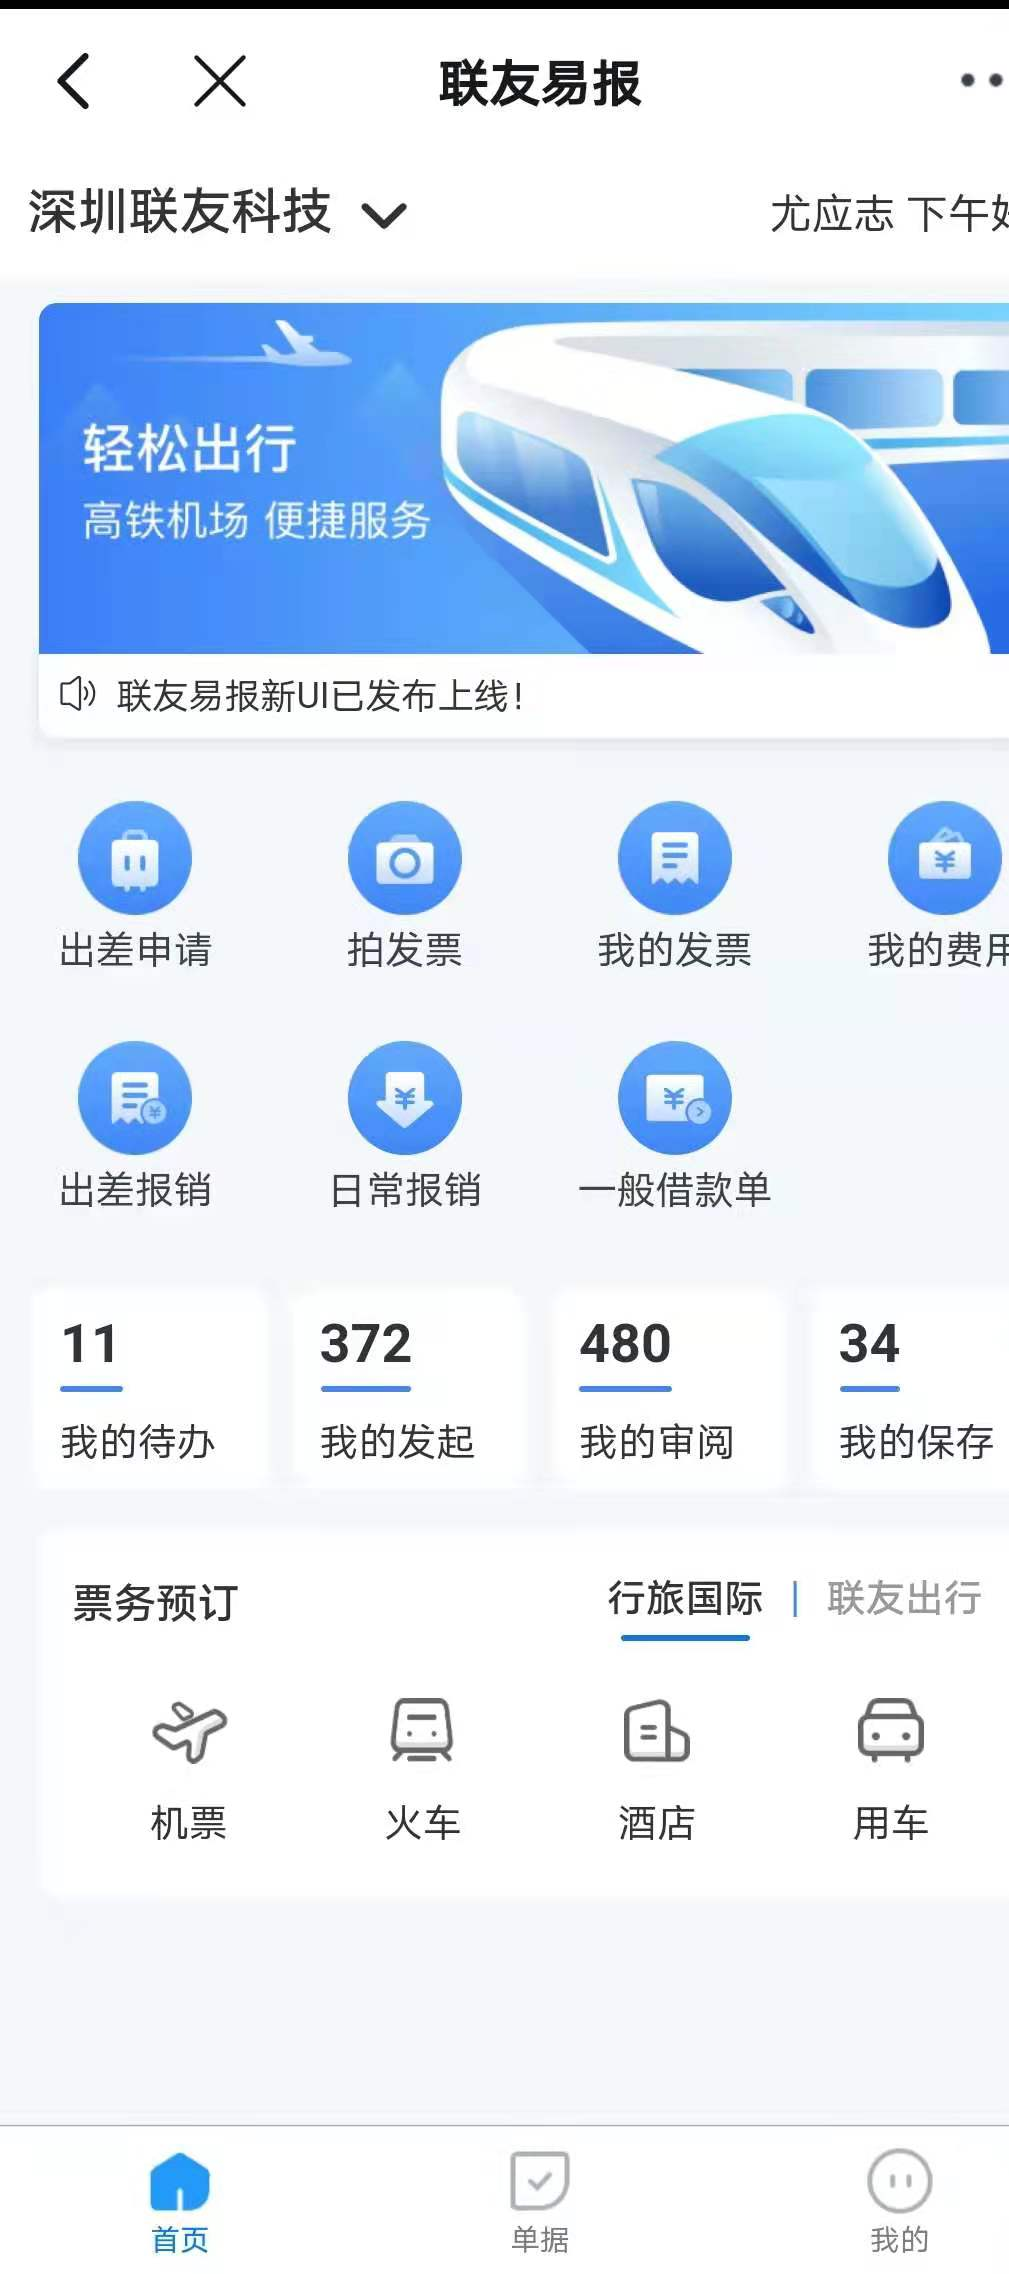 联友易报
深圳联友科技
尤应志 下午好
轻松出行
高铁机场 便捷服务
联友易报新UI已发布上线!
出差申请 拍发票 我的发票 我的费用
出差报销 日常报销 一般借款单
11 372 480 34
我的待办 我的发起 我的审阅 我的保存
票务预订 行旅国际 | 联友出行
机票 火车 酒店 用车
首页 单据 我的